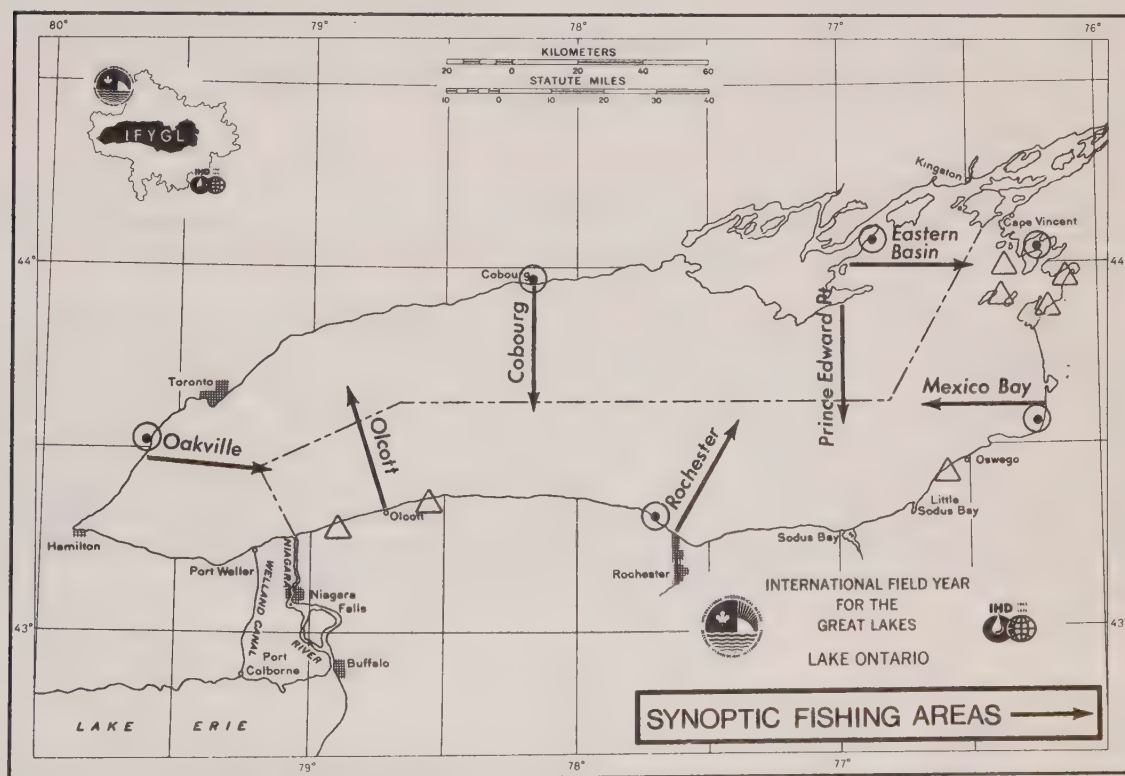 80°
79°
78°
77°
76°
KILOMETERS
20 0 20 40 60
STATUTE MILES
10 0 10 20 30 40
IFYGL
IHD
Kingston
Cape Vincent
Eastern
Basin
44°
44°
Cobourg
Cobourg
Prince Edward Pt.
Toronto
Mexico Bay
Oakville
Olcott
Rochester
Oswego
Little
Sodus Bay
Olcott
Hamilton
Sodus Bay
Port Weller
NIAGARA
RIVER
WELLAND CANAL
Rochester
Niagara
Falls
INTERNATIONAL FIELD YEAR
FOR THE
GREAT LAKES
LAKE ONTARIO
IHD
43°
43°
Port
Colborne
Buffalo
SYNOPTIC FISHING AREAS
LAKE ERIE
79°
78°
77°